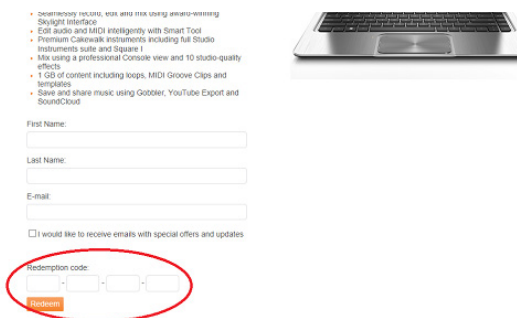 Seamlessly record, edit and mix using award-winning
Skylight Interface
Edit audio and MIDI intelligently with Smart Tool
Premium Cakewalk instruments including full Studio
Instruments suite and Square I
Mix using a professional Console view and 10 studio-quality
effects
1 GB of content including loops, MIDI Groove Clips and
templates
Save and share music using Gobbler, YouTube Export and
SoundCloud
First Name:
Last Name:
E-mail:
I would like to receive emails with special offers and updates
Redemption code:
- - -
Redeem